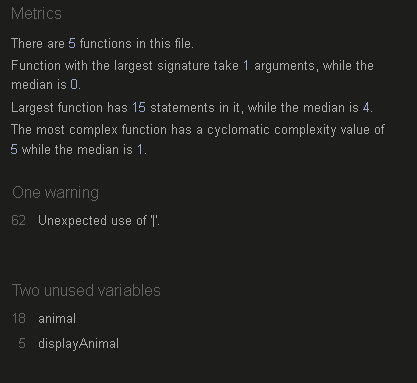 Metrics
There are 5 functions in this file.
Function with the largest signature take 1 arguments, while the
median is 0.
Largest function has 15 statements in it, while the median is 4.
The most complex function has a cyclomatic complexity value of
5 while the median is 1.
One warning
62 Unexpected use of '|'.
Two unused variables
18 animal
5 displayAnimal